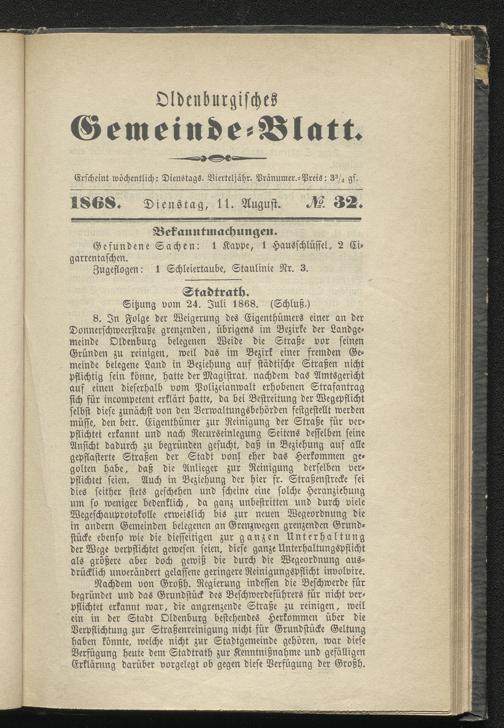 Oldenburgisches
Gemeinde-Blatt.
Erscheint wöchentlich: Dienstags. Vierteljähr. Pränumer.-Preis: 3¾ gs.
1868. Dienstag, 11. August. № 32.
Bekanntmachungen.
Gefundene Sachen: 1 Kappe, 1 Hausschlüssel, 2 Ci-
garrentaschen.
Zugeflogen: 1 Schleiertaube, Staulinie Nr. 3.
Stadtrath.
Sitzung vom 24. Juli 1868. (Schluß.)
8. In Folge der Weigerung des Eigenthümers einer an der
Donnerschweerstraße grenzenden, übrigens im Bezirke der Landge-
meinde Oldenburg belegenen Weide die Straße vor seinen
Gründen zu reinigen, weil das im Bezirk einer fremden Ge-
meinde belegene Land in Beziehung auf städtische Straßen nicht
pflichtig sein könne, hatte der Magistrat. nachdem das Amtsgericht
auf einen dieserhalb vom Polizeianwalt erhobenen Strafantrag
sich für incompetent erklärt hatte, da bei Bestreitung der Wegepflicht
selbst diese zunächst von den Verwaltungsbehörden festgestellt werden
müsse, den betr. Eigenthümer zur Reinigung der Straße für ver-
pflichtet erkannt und nach Recurseinlegung Seitens desselben seine
Ansicht dadurch zu begründen gesucht, daß in Beziehung auf alle
gepflasterte Straßen der Stadt von jeher das Herkommen ge-
golten habe, daß die Anlieger zur Reinigung derselben ver-
pflichtet seien. Auch in Beziehung der hier fr. Straßenstrecke sei
dies seither stets geschehen und scheine eine solche Heranziehung
um so weniger bedenklich, da ganz unbestritten und durch viele
Wegeschauprotokolle erweislich bis zur neuen Wegeordnung die
in andern Gemeinden belegenen an Grenzwegen grenzenden Grund-
stücke ebenso wie die diesseitigen zur ganzen Unterhaltung
der Wege verpflichtet gewesen seien, diese ganze Unterhaltungspflicht
als größere aber doch gewiß die durch die Wegeordnung aus-
drücklich unverändert gelassene geringere Reinigungspflicht involvire.
Nachdem von Großh. Regierung indessen die Beschwerde für
begründet und das Grundstück des Beschwerdeführers für nicht ver-
pflichtet erkannt war, die angrenzende Straße zu reinigen, weil
ein in der Stadt Oldenburg bestehendes Herkommen über die
Verpflichtung zur Straßenreinigung nicht für Grundstücke Geltung
haben könnte, welche nicht zur Stadtgemeinde gehören, war diese
Verfügung heute dem Stadtrath zur Kenntnißnahme und gefälligen
Erklärung darüber vorgelegt ob gegen diese Verfügung der Großh.